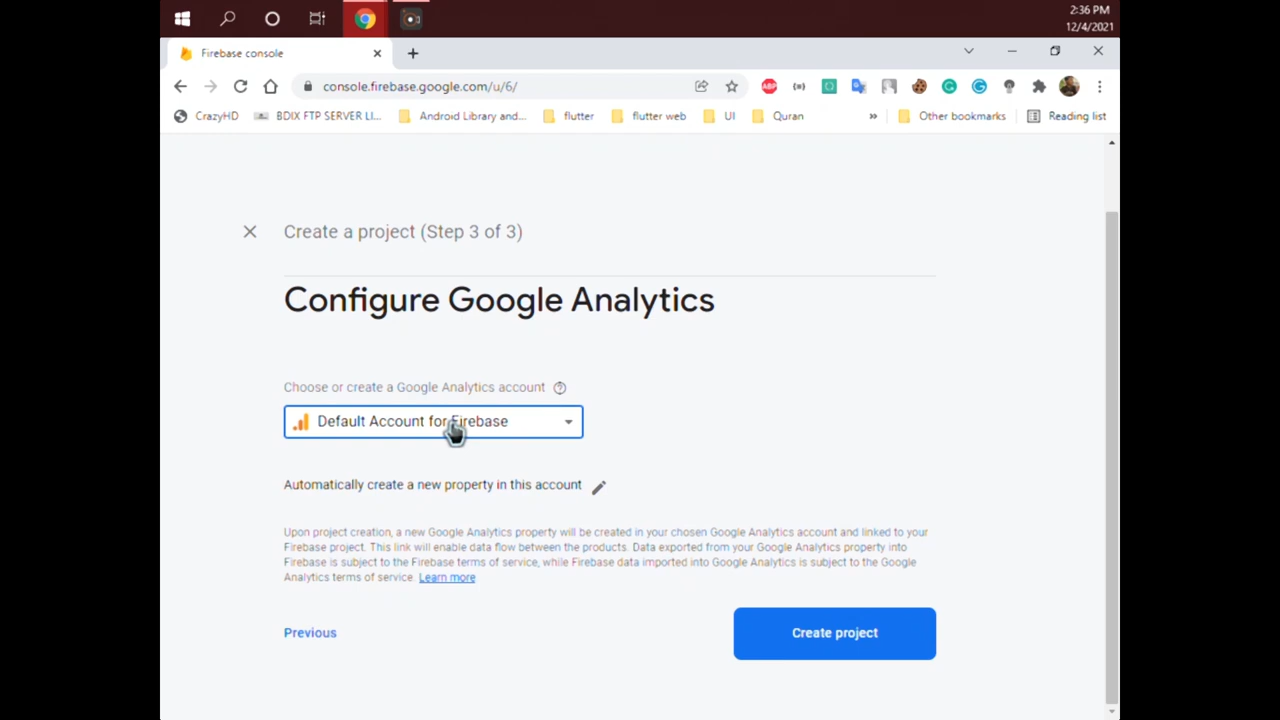 2:36 PM
12/4/2021
Firebase console
console.firebase.google.com/u/6/
ABP
CrazyHD
BDIX FTP SERVER LI...
Android Library and...
flutter
flutter web
UI
Quran
»
Other bookmarks
Reading list
Create a project (Step 3 of 3)
Configure Google Analytics
Choose or create a Google Analytics account
Default Account for Firebase
Automatically create a new property in this account
Upon project creation, a new Google Analytics property will be created in your chosen Google Analytics account and linked to your
Firebase project. This link will enable data flow between the products. Data exported from your Google Analytics property into
Firebase is subject to the Firebase terms of service, while Firebase data imported into Google Analytics is subject to the Google
Analytics terms of service. Learn more
Previous
Create project